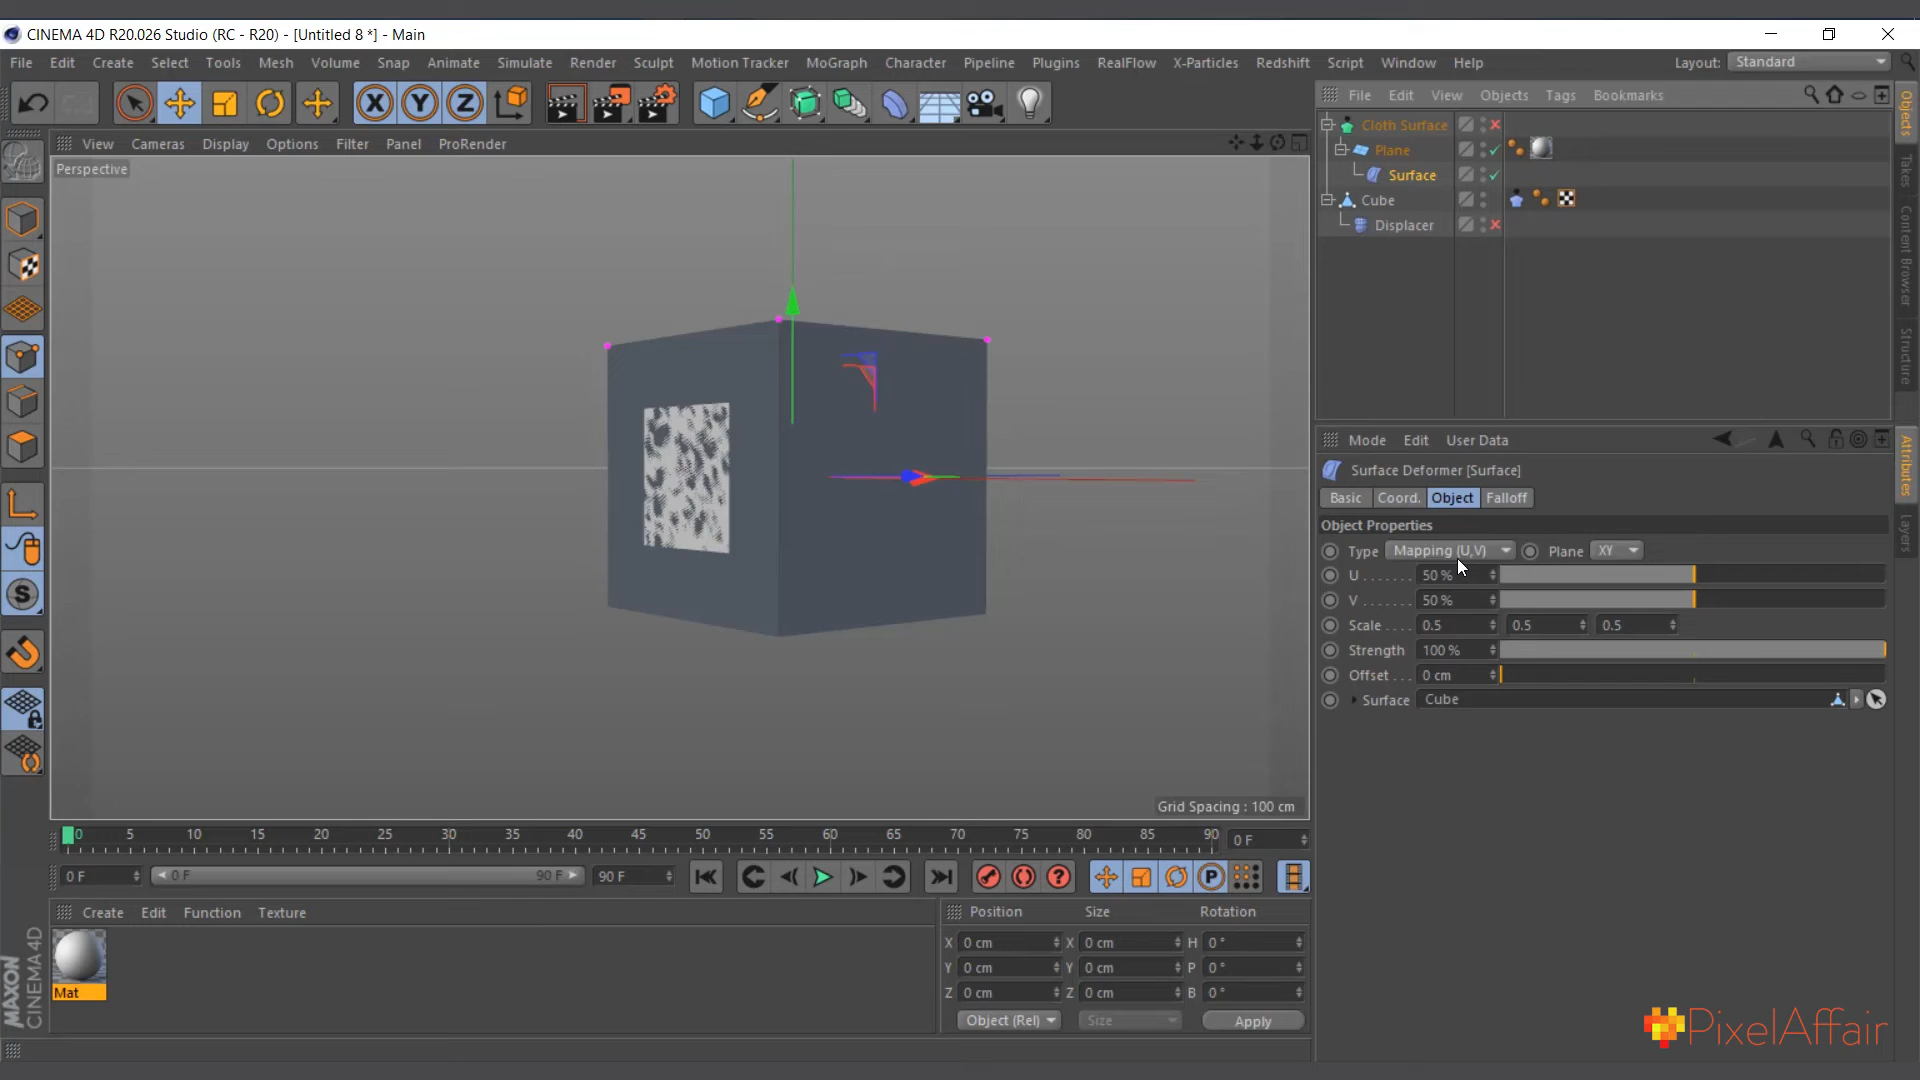 CINEMA 4D R20.026 Studio (RC - R20) - [Untitled 8 *] - Main
File Edit Create Select Tools Mesh Volume Snap Animate Simulate Render Sculpt Motion Tracker MoGraph Character Pipeline Plugins RealFlow X-Particles Redshift Script Window Help Layout: Standard
X Y Z
File Edit View Objects Tags Bookmarks
Cloth Surface
Plane
Surface
Cube
Displacer
Objects
Takes
Content Browser
Structure
View Cameras Display Options Filter Panel ProRender
Perspective
Grid Spacing : 100 cm
Mode Edit User Data
Surface Deformer [Surface]
Basic Coord. Object Falloff
Object Properties
Type Mapping (U,V) Plane XY
U . . . . . . . 50 %
V . . . . . . . 50 %
Scale . . . . 0.5 0.5 0.5
Strength 100 %
Offset . . . 0 cm
Surface Cube
Attributes
Layers
S
0 5 10 15 20 25 30 35 40 45 50 55 60 65 70 75 80 85 90 0 F
0 F 0 F 90 F 90 F ? P
Create Edit Function Texture
Mat
Position Size Rotation
X 0 cm X 0 cm H 0 °
Y 0 cm Y 0 cm P 0 °
Z 0 cm Z 0 cm B 0 °
Object (Rel) Size Apply
MAXON
CINEMA 4D
PixelAffair